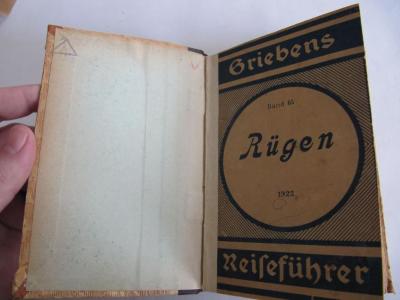 Griebens
Band 65
Rügen
1922
Reiseführer